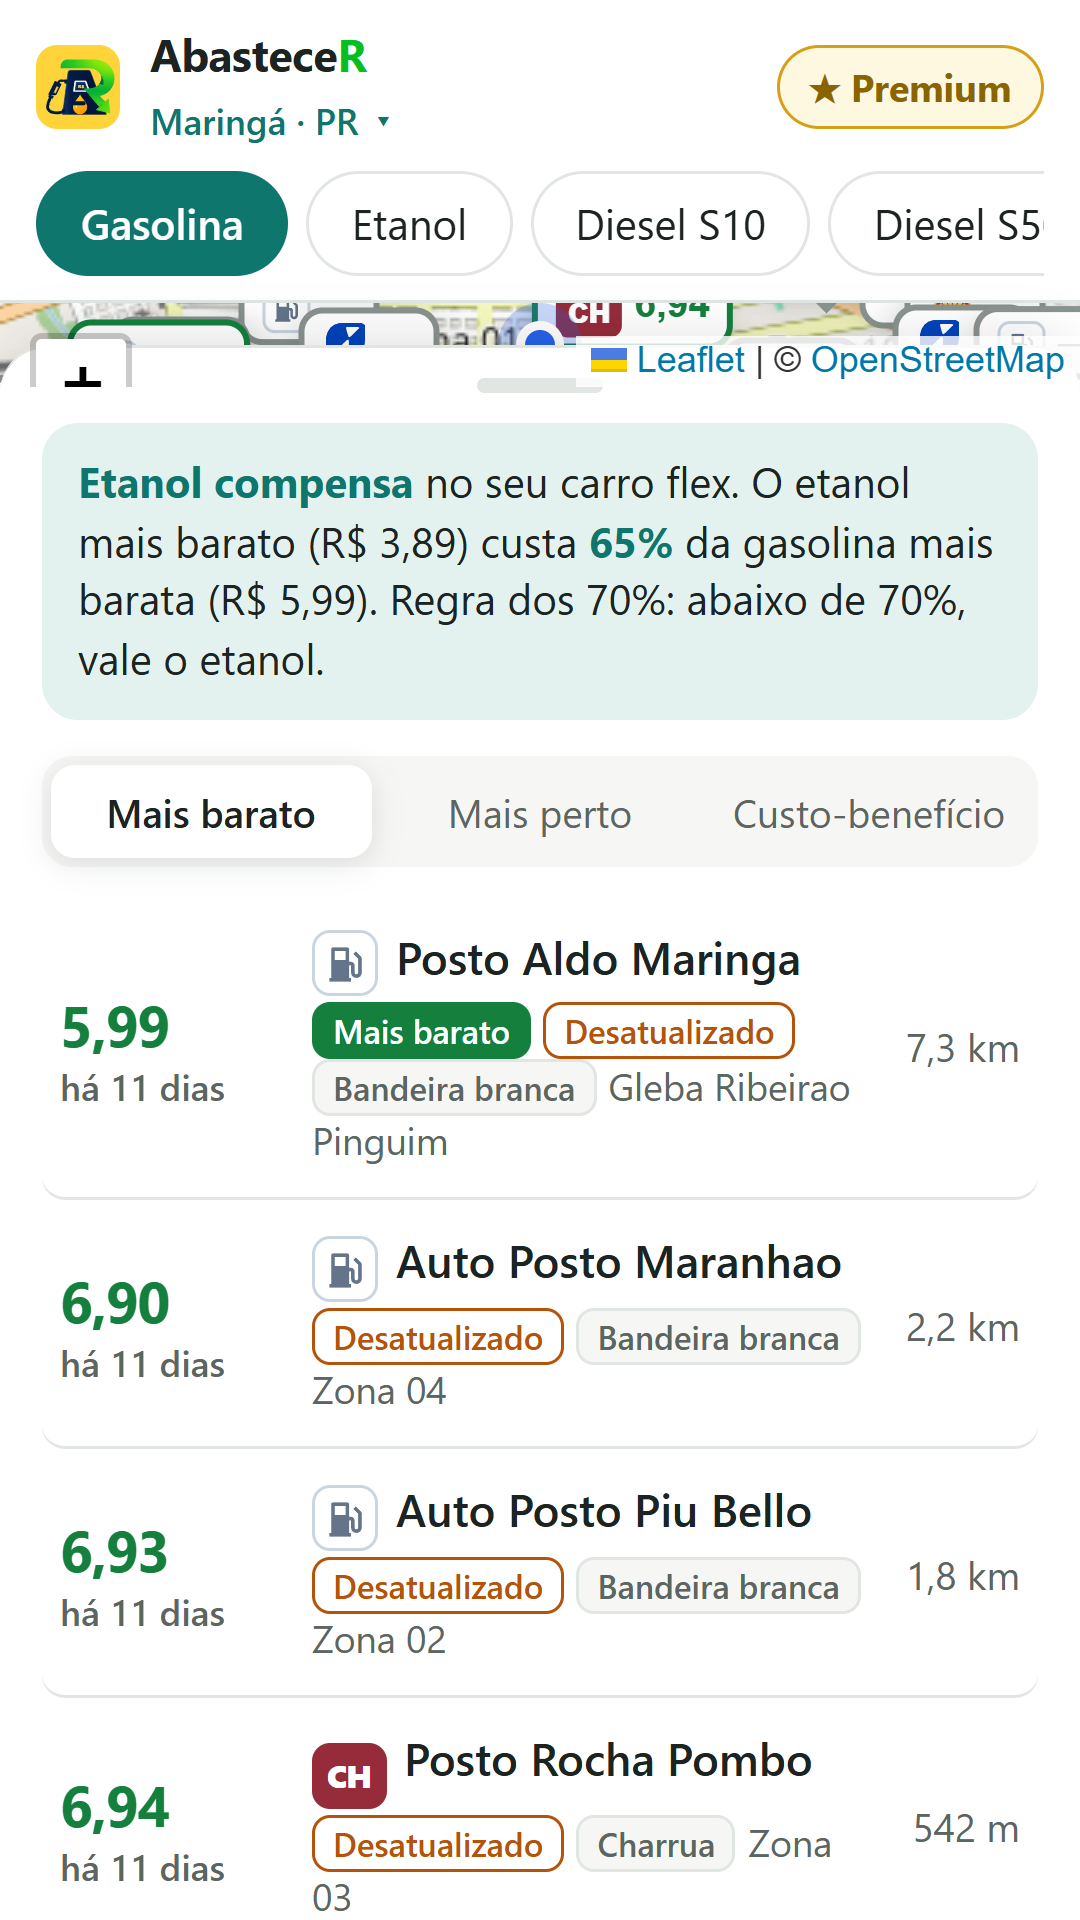 AbasteceR
Maringá · PR ▾
★ Premium
Gasolina
Etanol
Diesel S10
Diesel S5
CH 6,94
+
Leaflet | © OpenStreetMap
Etanol compensa no seu carro flex. O etanol
mais barato (R$ 3,89) custa 65% da gasolina mais
barata (R$ 5,99). Regra dos 70%: abaixo de 70%,
vale o etanol.
Mais barato
Mais perto
Custo-benefício
Posto Aldo Maringa
5,99
há 11 dias
Mais barato
Desatualizado
7,3 km
Bandeira branca Gleba Ribeirao
Pinguim
Auto Posto Maranhao
6,90
há 11 dias
Desatualizado
Bandeira branca
2,2 km
Zona 04
Auto Posto Piu Bello
6,93
há 11 dias
Desatualizado
Bandeira branca
1,8 km
Zona 02
CH
Posto Rocha Pombo
6,94
há 11 dias
Desatualizado
Charrua Zona
542 m
03